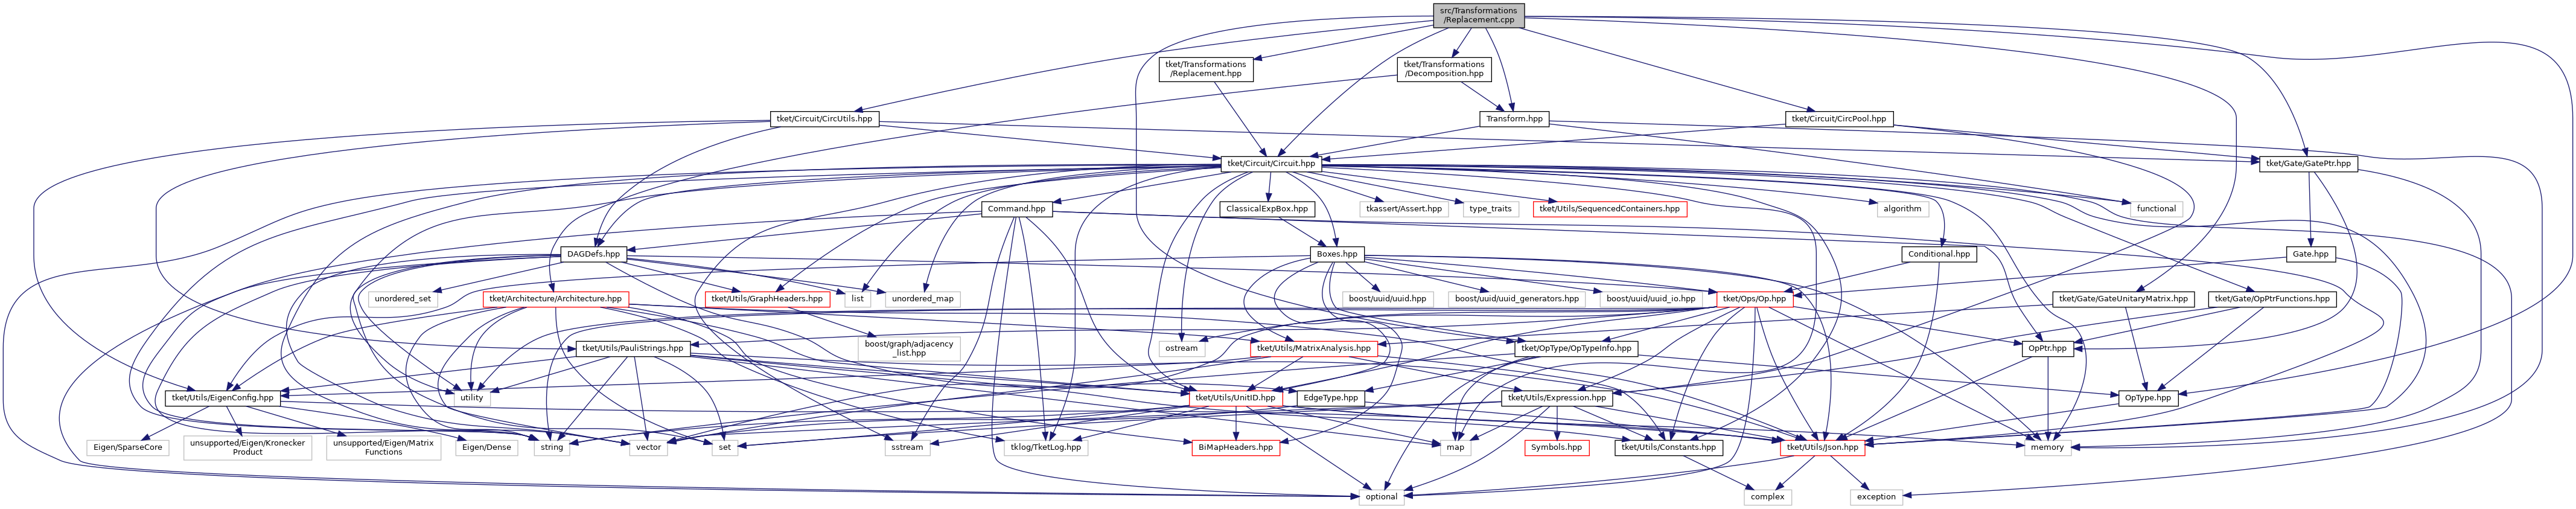 src/Transformations
/Replacement.cpp
tket/Transformations
/Replacement.hpp
tket/Transformations
/Decomposition.hpp
tket/Circuit/CircUtils.hpp
Transform.hpp
tket/Circuit/CircPool.hpp
tket/Circuit/Circuit.hpp
tket/Gate/GatePtr.hpp
Command.hpp
ClassicalExpBox.hpp
tkassert/Assert.hpp
type_traits
tket/Utils/SequencedContainers.hpp
algorithm
functional
DAGDefs.hpp
Boxes.hpp
Conditional.hpp
Gate.hpp
unordered_set
tket/Architecture/Architecture.hpp
tket/Utils/GraphHeaders.hpp
list
unordered_map
boost/uuid/uuid.hpp
boost/uuid/uuid_generators.hpp
boost/uuid/uuid_io.hpp
tket/Ops/Op.hpp
tket/Gate/GateUnitaryMatrix.hpp
tket/Gate/OpPtrFunctions.hpp
tket/Utils/PauliStrings.hpp
boost/graph/adjacency
_list.hpp
ostream
tket/Utils/MatrixAnalysis.hpp
tket/OpType/OpTypeInfo.hpp
OpPtr.hpp
tket/Utils/EigenConfig.hpp
utility
tket/Utils/UnitID.hpp
EdgeType.hpp
tket/Utils/Expression.hpp
OpType.hpp
Eigen/SparseCore
unsupported/Eigen/Kronecker
Product
unsupported/Eigen/Matrix
Functions
Eigen/Dense
string
vector
set
sstream
tklog/TketLog.hpp
BiMapHeaders.hpp
map
Symbols.hpp
tket/Utils/Constants.hpp
tket/Utils/Json.hpp
memory
optional
complex
exception